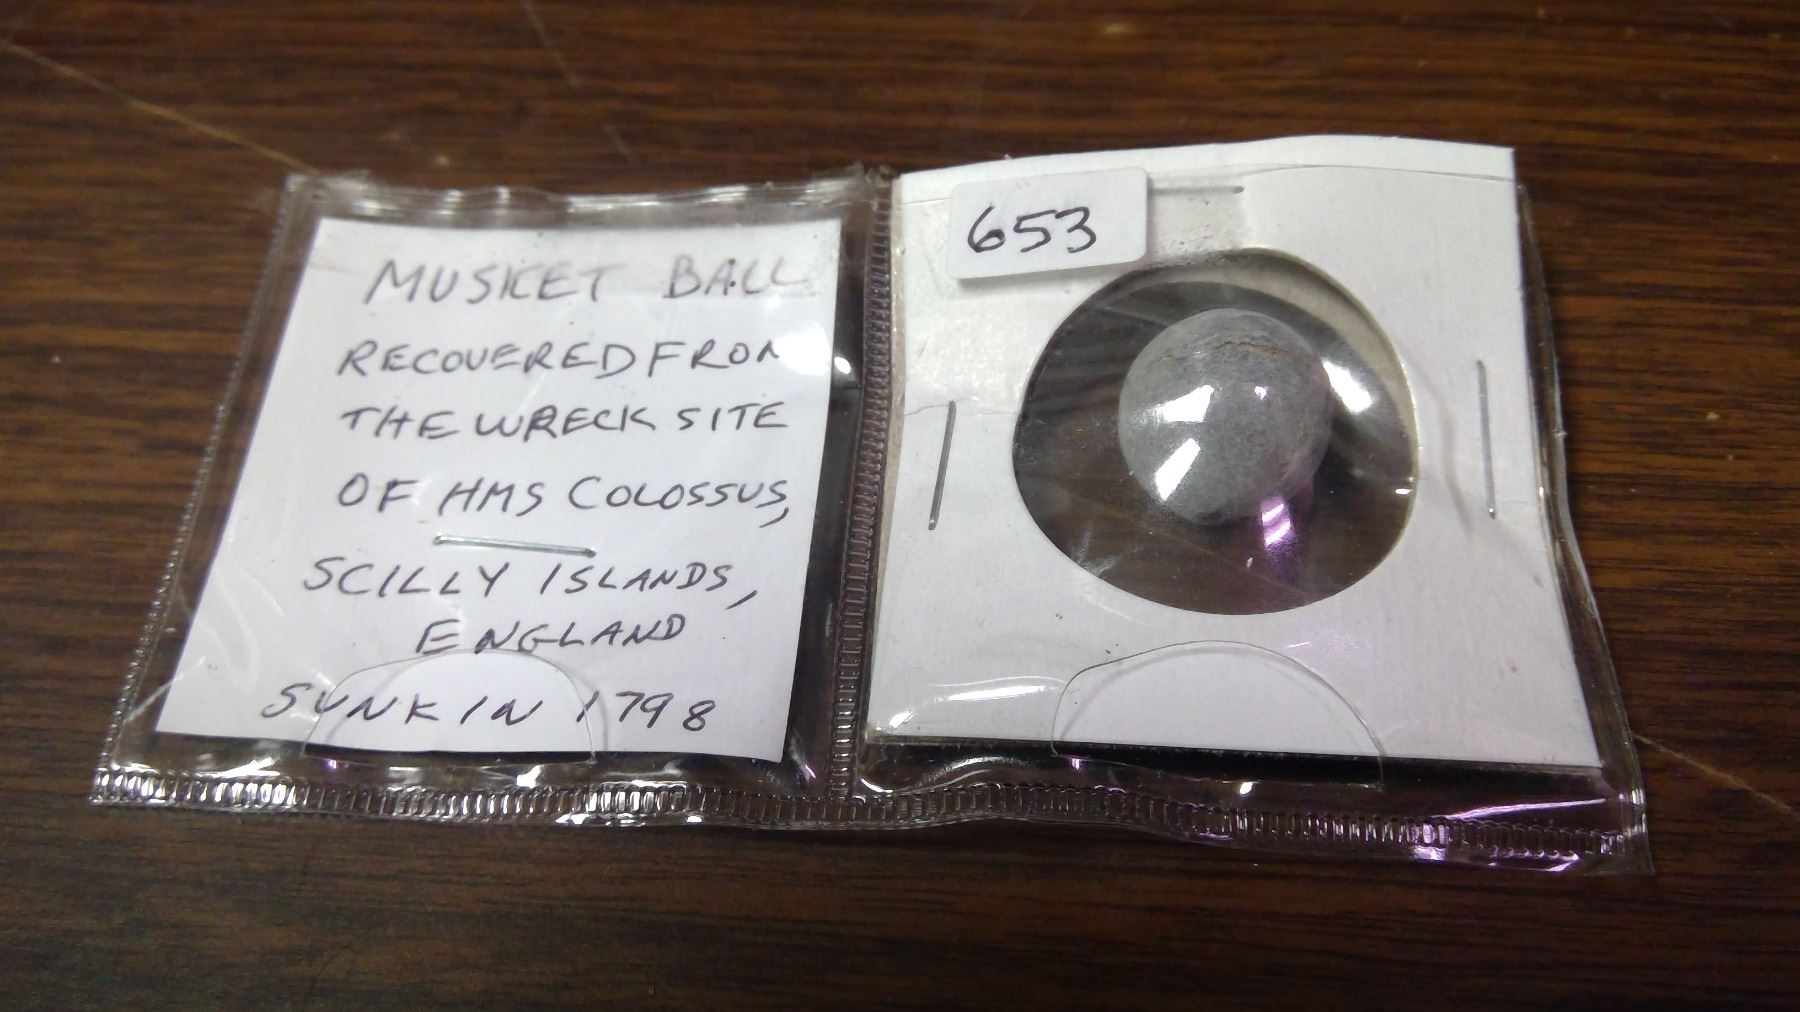 MUSKET BALL
RECOVERED FROM
THE WRECK SITE
OF HMS COLOSSUS,
SCILLY ISLANDS,
ENGLAND
SUNK IN 1798
653